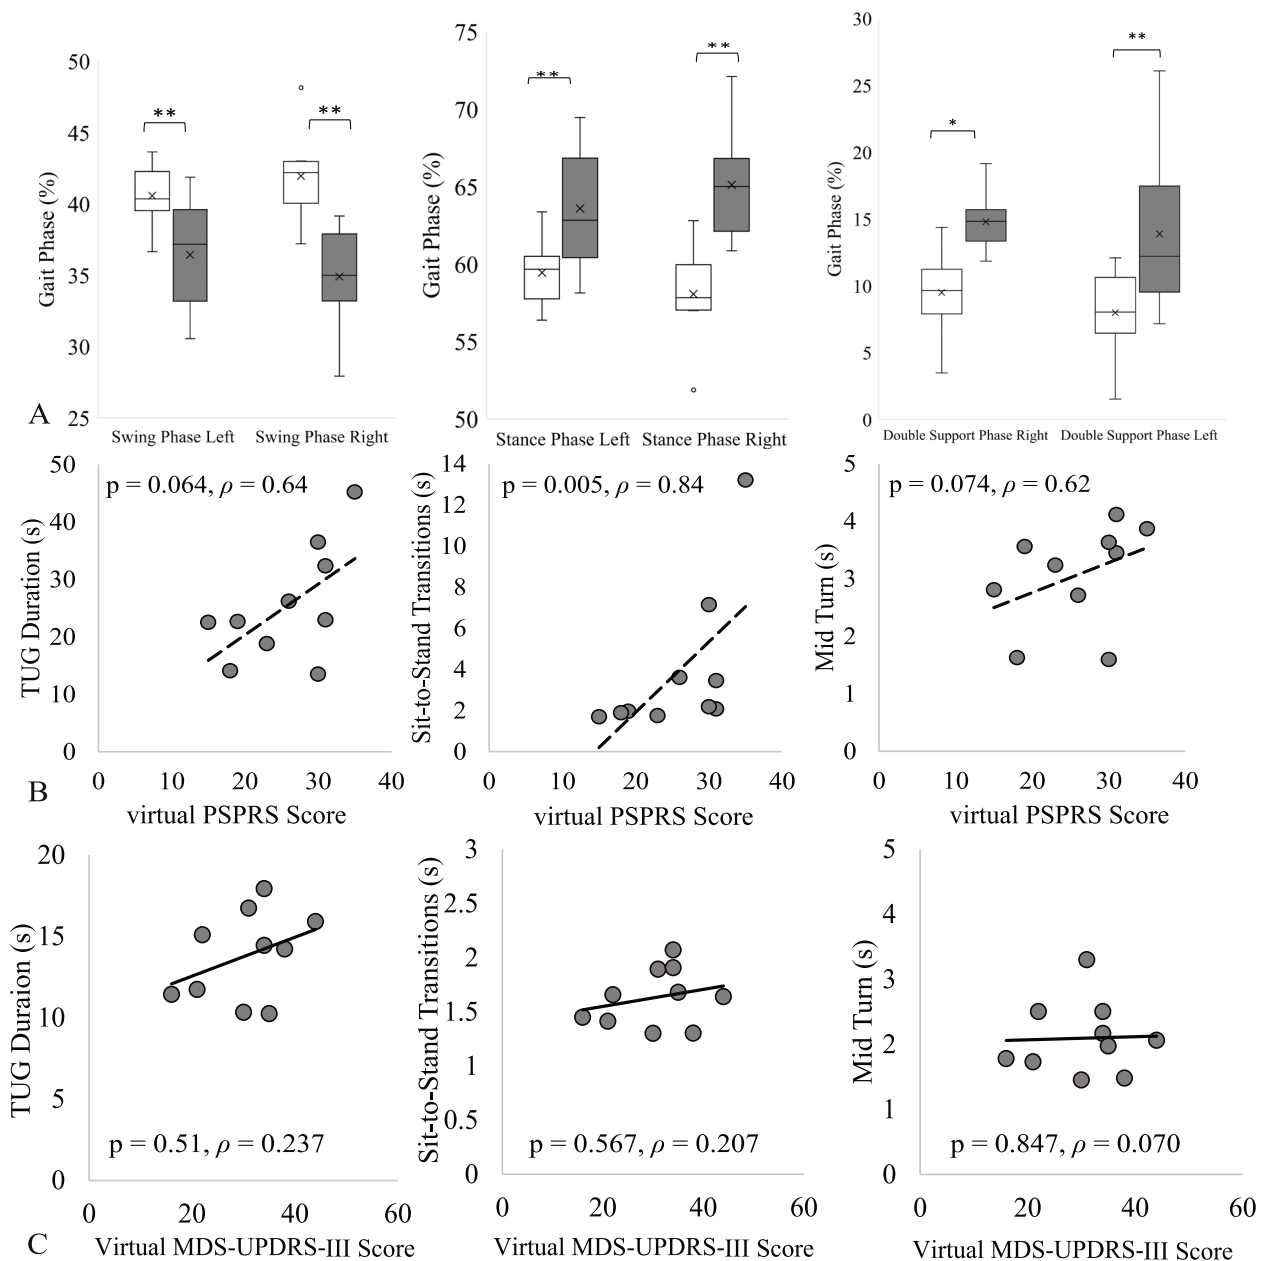 50
45
40
35
30
25
Gait Phase (%)
**
**
Swing Phase Left
Swing Phase Right
75
70
65
60
55
50
Gait Phase (%)
**
**
Stance Phase Left
Stance Phase Right
30
25
20
15
10
5
0
Gait Phase (%)
*
**
Double Support Phase Right
Double Support Phase Left
A
50
40
30
20
10
0
TUG Duration (s)
p = 0.064, ρ = 0.64
0 10 20 30 40
virtual PSPRS Score
14
12
10
8
6
4
2
0
Sit-to-Stand Transitions (s)
p = 0.005, ρ = 0.84
0 10 20 30 40
virtual PSPRS Score
5
4
3
2
1
0
Mid Turn (s)
p = 0.074, ρ = 0.62
0 10 20 30 40
virtual PSPRS Score
B
20
15
10
5
0
TUG Duraion (s)
p = 0.51, ρ = 0.237
0 20 40 60
Virtual MDS-UPDRS-III Score
3
2.5
2
1.5
1
0.5
0
Sit-to-Stand Transitions (s)
p = 0.567, ρ = 0.207
0 20 40 60
Virtual MDS-UPDRS-III Score
5
4
3
2
1
0
Mid Turn (s)
p = 0.847, ρ = 0.070
0 20 40 60
Virtual MDS-UPDRS-III Score
C